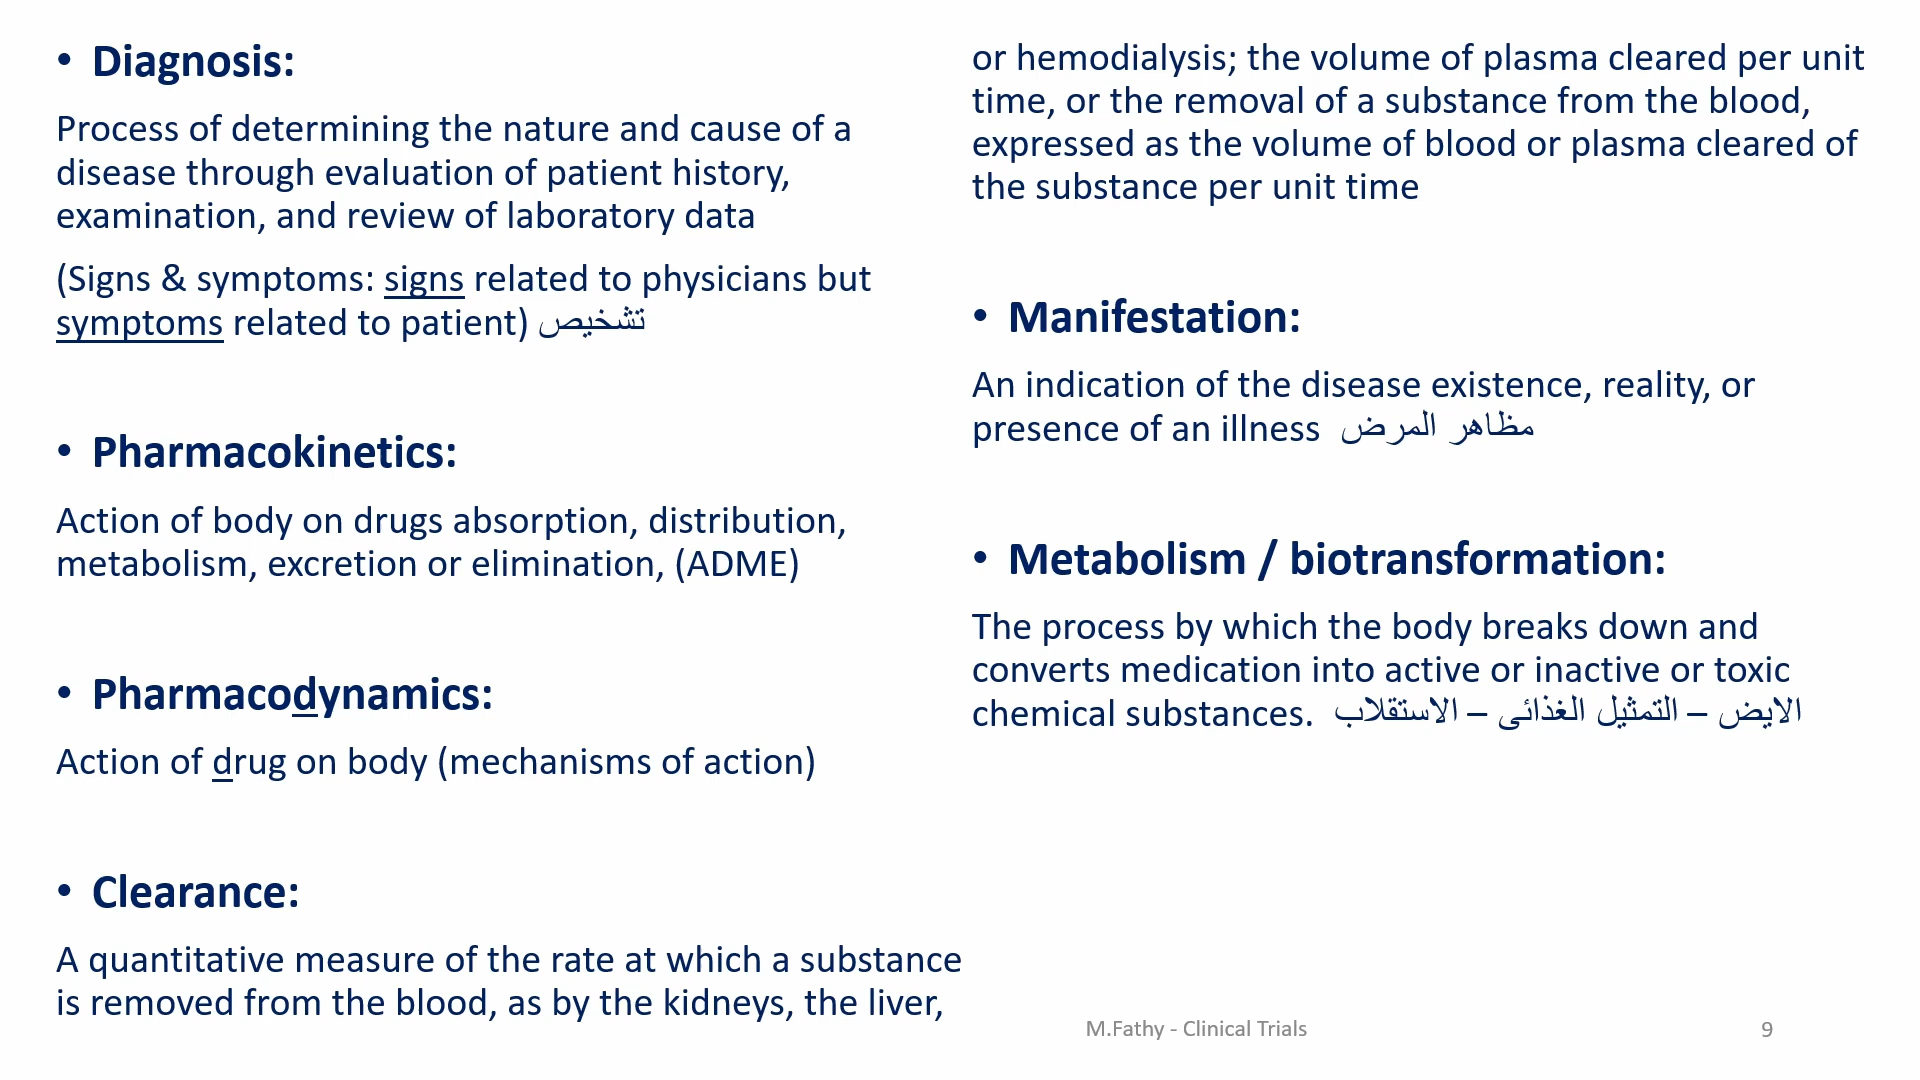 • Diagnosis:
Process of determining the nature and cause of a
disease through evaluation of patient history,
examination, and review of laboratory data
(Signs & symptoms: signs related to physicians but
symptoms related to patient) تشخيص
• Pharmacokinetics:
Action of body on drugs absorption, distribution,
metabolism, excretion or elimination, (ADME)
• Pharmacodynamics:
Action of drug on body (mechanisms of action)
• Clearance:
A quantitative measure of the rate at which a substance
is removed from the blood, as by the kidneys, the liver,
or hemodialysis; the volume of plasma cleared per unit
time, or the removal of a substance from the blood,
expressed as the volume of blood or plasma cleared of
the substance per unit time
• Manifestation:
An indication of the disease existence, reality, or
presence of an illness مظاهر المرض
• Metabolism / biotransformation:
The process by which the body breaks down and
converts medication into active or inactive or toxic
chemical substances. الايض – التمثيل الغذائى – الاستقلاب
M.Fathy - Clinical Trials
9